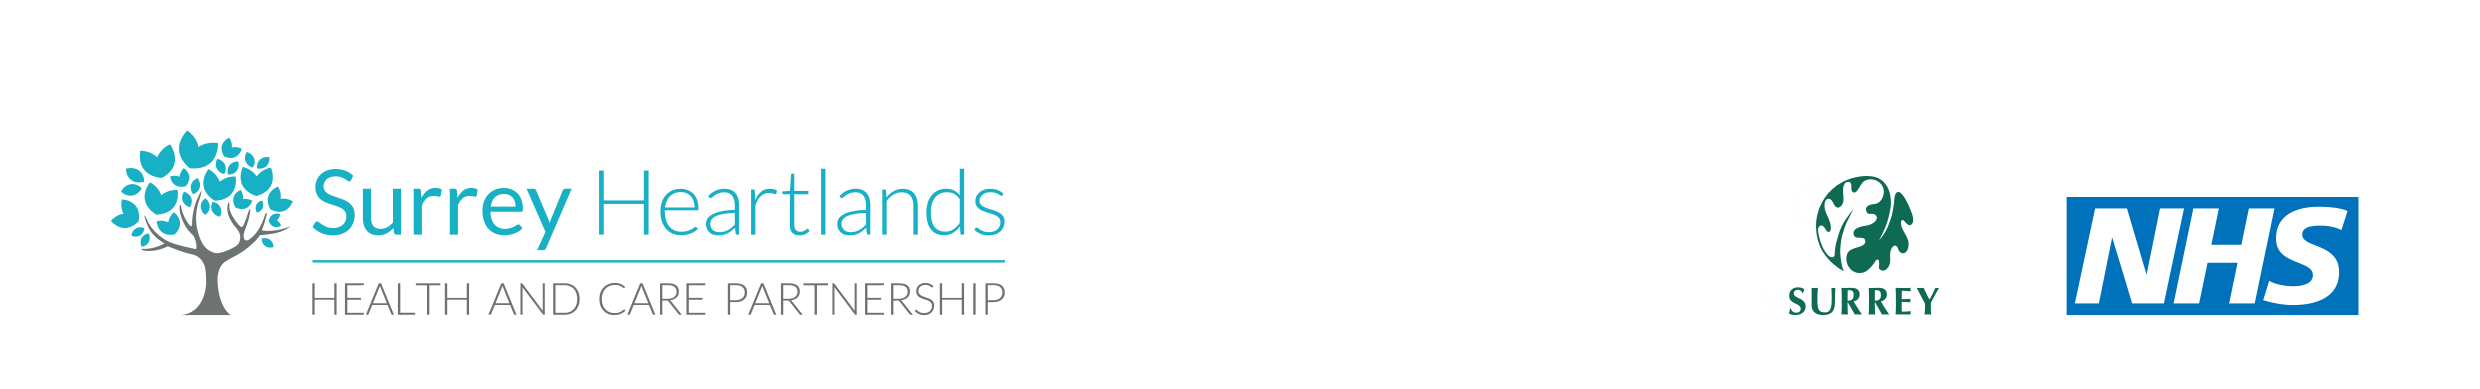 Surrey Heartlands
HEALTH AND CARE PARTNERSHIP
SURREY
NHS